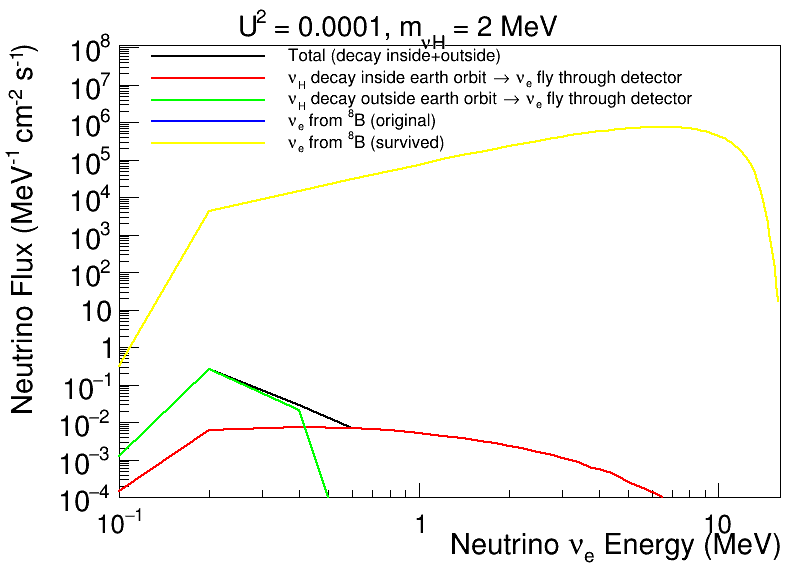 U² = 0.0001, m_νH = 2 MeV
Total (decay inside+outside)
ν_H decay inside earth orbit → ν_e fly through detector
ν_H decay outside earth orbit → ν_e fly through detector
ν_e from ⁸B (original)
ν_e from ⁸B (survived)
Neutrino Flux (MeV⁻¹ cm⁻² s⁻¹)
10⁸
10⁷
10⁶
10⁵
10⁴
10³
10²
10
1
10⁻¹
10⁻²
10⁻³
10⁻⁴
10⁻¹ 1 10
Neutrino ν_e Energy (MeV)